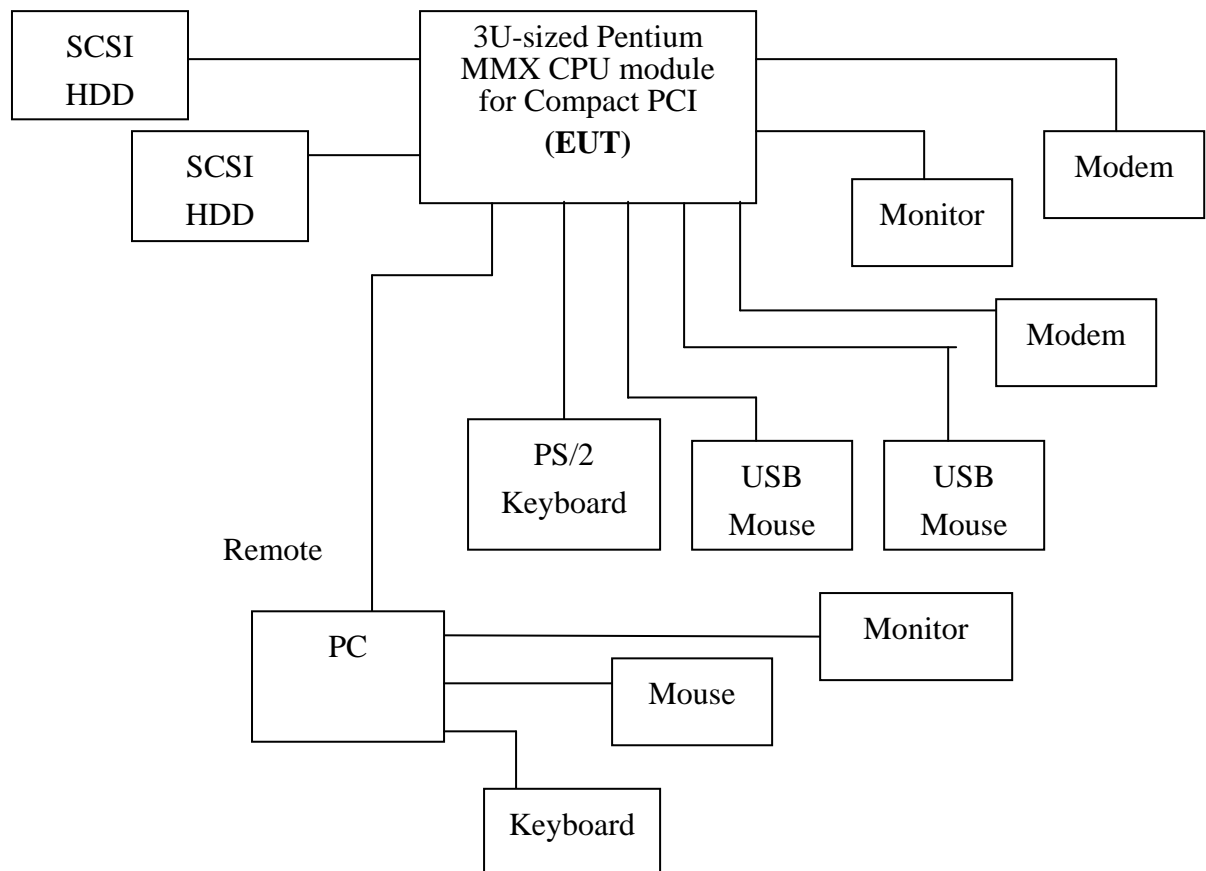 SCSI
HDD
3U-sized Pentium
MMX CPU module
for Compact PCI
(EUT)
SCSI
HDD
Modem
Monitor
Modem
PS/2
Keyboard
USB
Mouse
USB
Mouse
Remote
PC
Monitor
Mouse
Keyboard